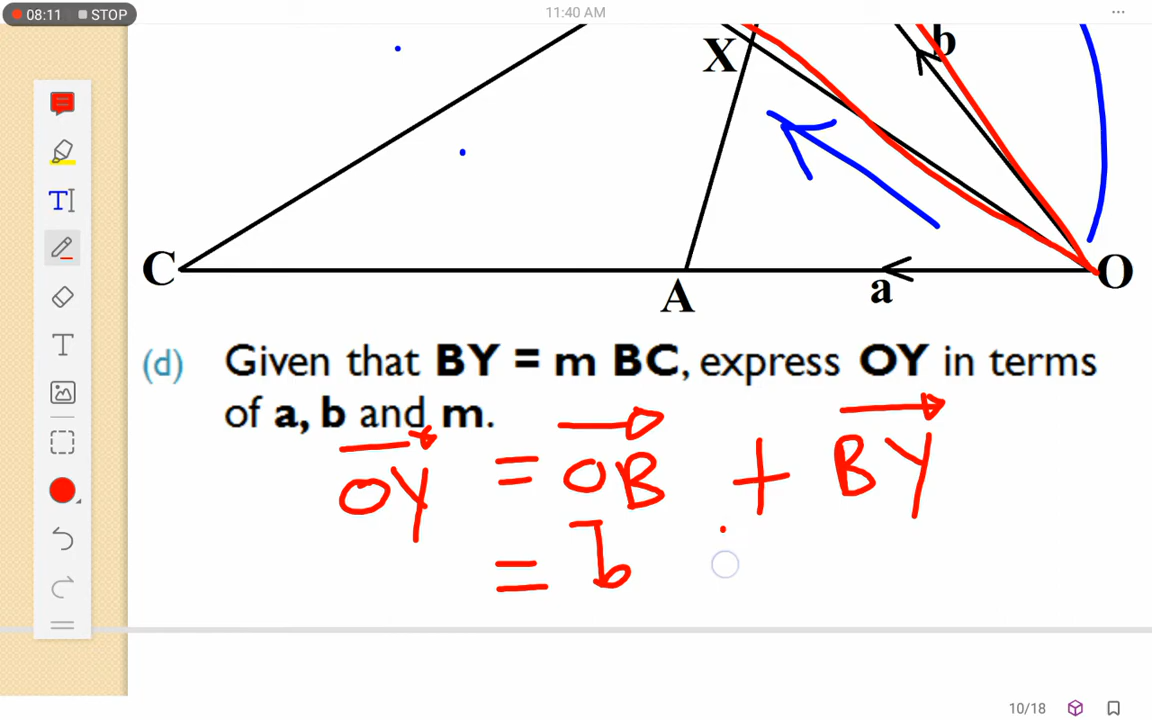 08:11 STOP
11:40 AM
X
b
C
A
a
O
(d) Given that BY = m BC, express OY in terms
of a, b and m.
OY = OB + BY
= b
T
T
10/18